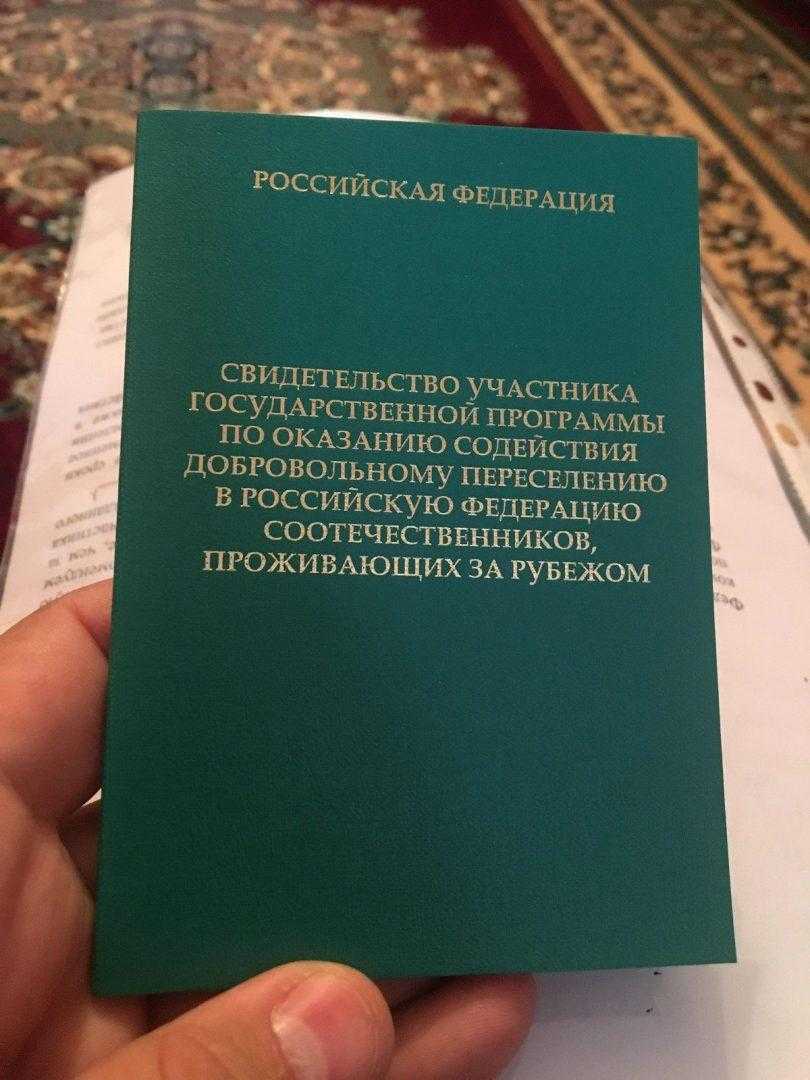 РОССИЙСКАЯ ФЕДЕРАЦИЯ
СВИДЕТЕЛЬСТВО УЧАСТНИКА
ГОСУДАРСТВЕННОЙ ПРОГРАММЫ
ПО ОКАЗАНИЮ СОДЕЙСТВИЯ
ДОБРОВОЛЬНОМУ ПЕРЕСЕЛЕНИЮ
В РОССИЙСКУЮ ФЕДЕРАЦИЮ
СООТЕЧЕСТВЕННИКОВ,
ПРОЖИВАЮЩИХ ЗА РУБЕЖОМ